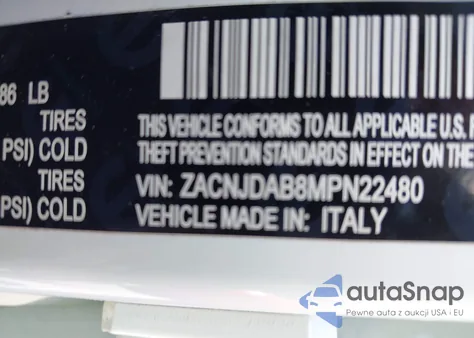 86 LB
TIRES
PSI) COLD
TIRES
PSI) COLD
THIS VEHICLE CONFORMS TO ALL APPLICABLE U.S.
THEFT PREVENTION STANDARDS IN EFFECT ON THE
VIN: ZACNJDAB8MPN22480
VEHICLE MADE IN: ITALY
autoSnap
Pewne auta z aukcji USA i EU